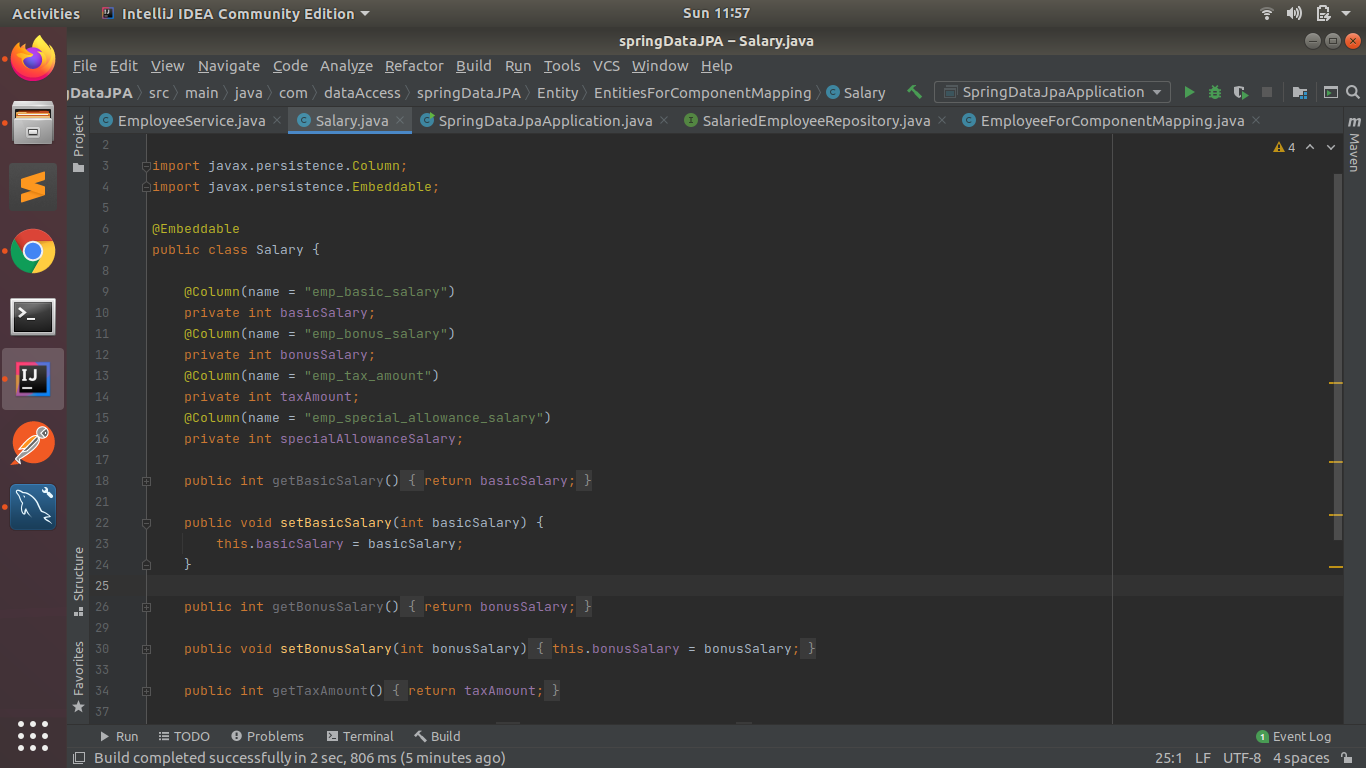 Activities IntelliJ IDEA Community Edition Sun 11:57
springDataJPA – Salary.java
File Edit View Navigate Code Analyze Refactor Build Run Tools VCS Window Help
gDataJPA src main java com dataAccess springDataJPA Entity EntitiesForComponentMapping C Salary SpringDataJpaApplication
Project
C EmployeeService.java C Salary.java C SpringDataJpaApplication.java I SalariedEmployeeRepository.java C EmployeeForComponentMapping.java
m Maven
4
2
3 import javax.persistence.Column;
4 import javax.persistence.Embeddable;
5
6 @Embeddable
7 public class Salary {
8
9 @Column(name = "emp_basic_salary")
10 private int basicSalary;
11 @Column(name = "emp_bonus_salary")
12 private int bonusSalary;
13 @Column(name = "emp_tax_amount")
14 private int taxAmount;
15 @Column(name = "emp_special_allowance_salary")
16 private int specialAllowanceSalary;
17
18 public int getBasicSalary() { return basicSalary; }
21
22 public void setBasicSalary(int basicSalary) {
23 this.basicSalary = basicSalary;
24 }
25
26 public int getBonusSalary() { return bonusSalary; }
29
30 public void setBonusSalary(int bonusSalary) { this.bonusSalary = bonusSalary; }
33
34 public int getTaxAmount() { return taxAmount; }
37
Structure
Favorites
IJ
Run TODO Problems Terminal Build 1 Event Log
Build completed successfully in 2 sec, 806 ms (5 minutes ago) 25:1 LF UTF-8 4 spaces